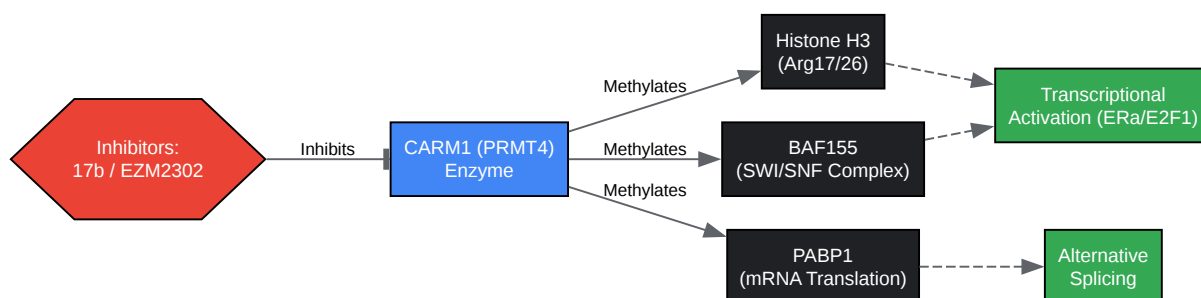 Inhibitors:
17b / EZM2302
Inhibits
CARM1 (PRMT4)
Enzyme
Methylates
Methylates
Methylates
Histone H3
(Arg17/26)
BAF155
(SWI/SNF Complex)
PABP1
(mRNA Translation)
Transcriptional
Activation (ERa/E2F1)
Alternative
Splicing